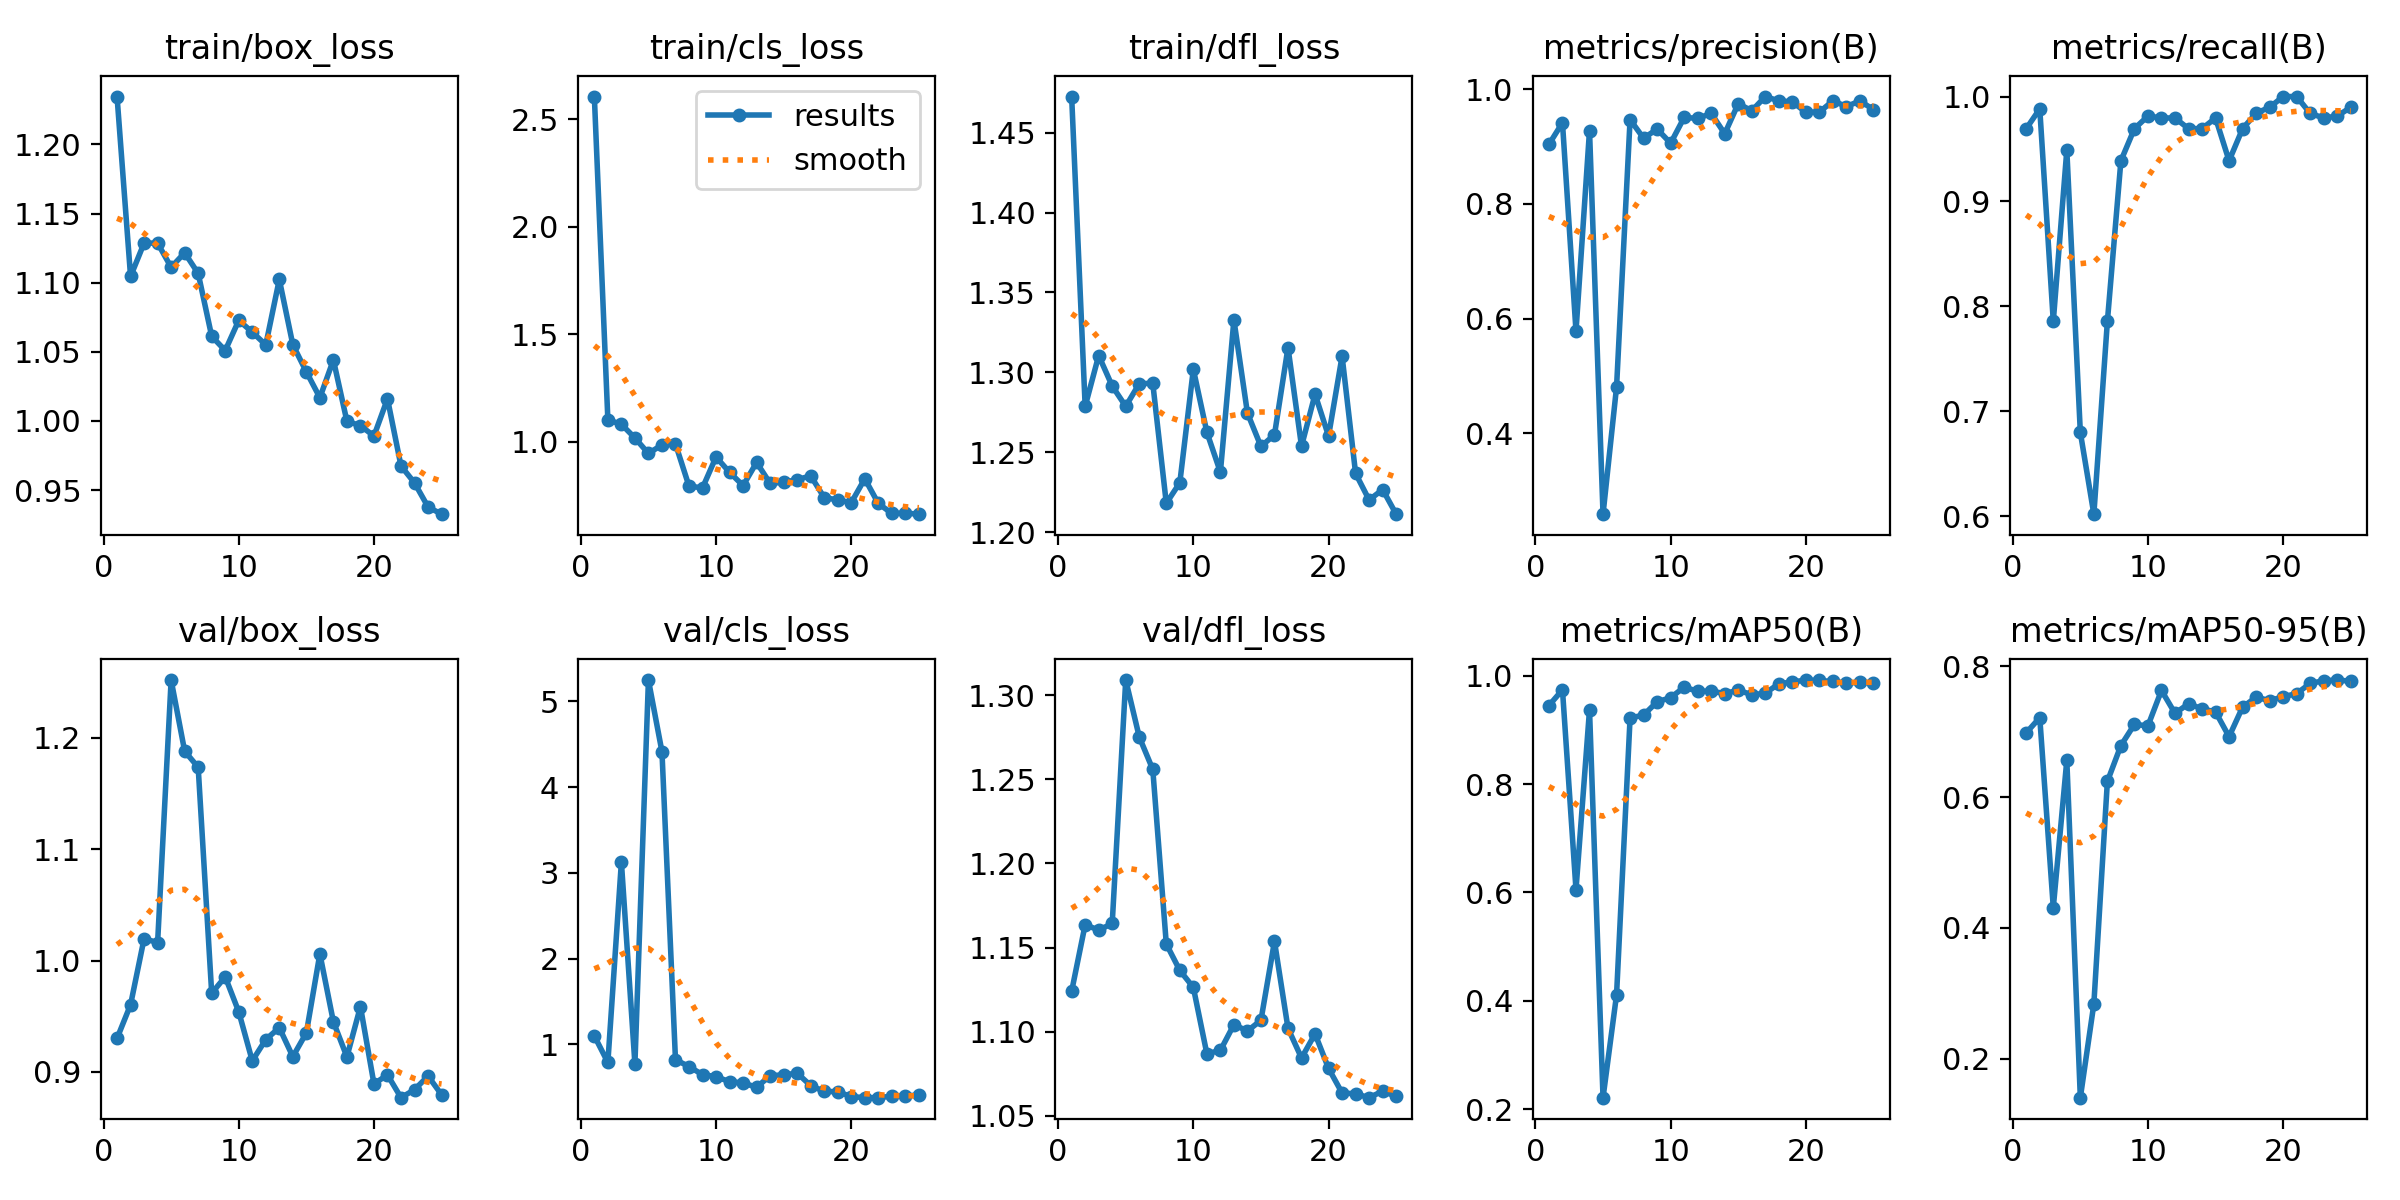 train/box_loss
1.20
1.15
1.10
1.05
1.00
0.95
0 10 20
train/cls_loss
results
smooth
2.5
2.0
1.5
1.0
0 10 20
train/dfl_loss
1.45
1.40
1.35
1.30
1.25
1.20
0 10 20
metrics/precision(B)
1.0
0.8
0.6
0.4
0 10 20
metrics/recall(B)
1.0
0.9
0.8
0.7
0.6
0 10 20
val/box_loss
1.2
1.1
1.0
0.9
0 10 20
val/cls_loss
5
4
3
2
1
0 10 20
val/dfl_loss
1.30
1.25
1.20
1.15
1.10
1.05
0 10 20
metrics/mAP50(B)
1.0
0.8
0.6
0.4
0.2
0 10 20
metrics/mAP50-95(B)
0.8
0.6
0.4
0.2
0 10 20